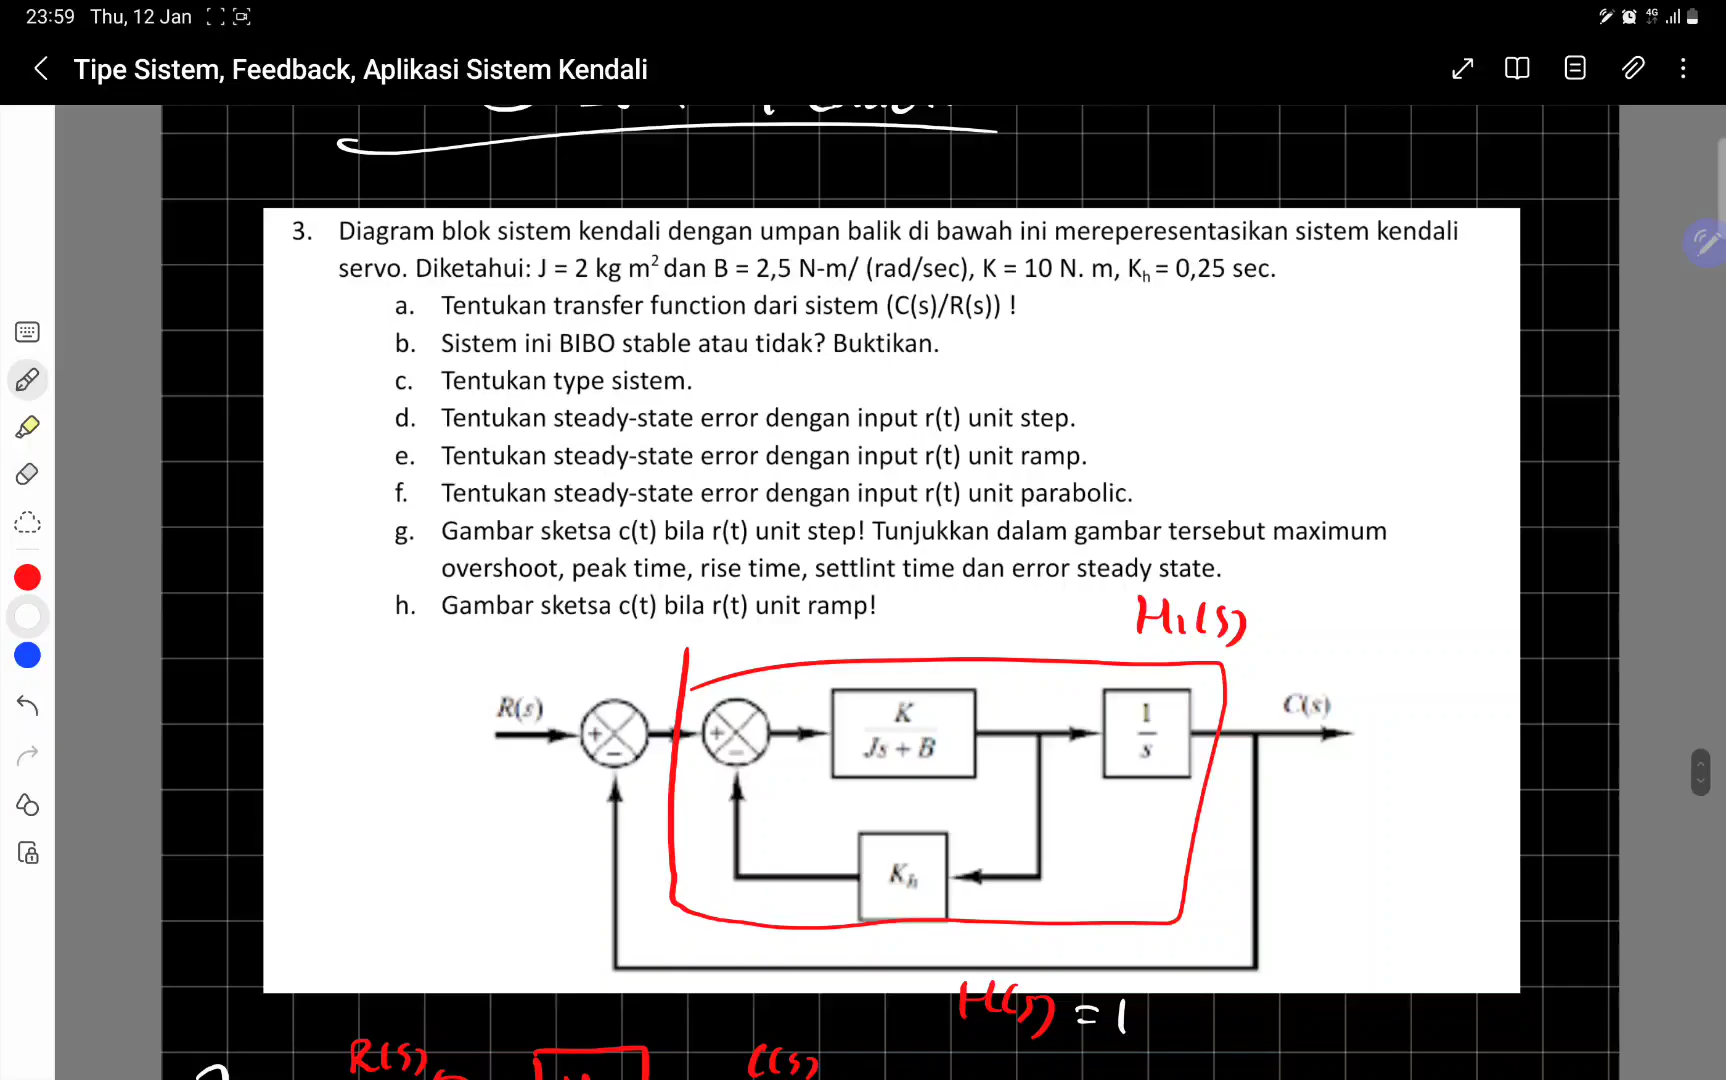 23:59 Thu, 12 Jan
4G
Tipe Sistem, Feedback, Aplikasi Sistem Kendali
3. Diagram blok sistem kendali dengan umpan balik di bawah ini mereperesentasikan sistem kendali
servo. Diketahui: J = 2 kg m² dan B = 2,5 N-m/ (rad/sec), K = 10 N. m, Kₕ = 0,25 sec.
a. Tentukan transfer function dari sistem (C(s)/R(s)) !
b. Sistem ini BIBO stable atau tidak? Buktikan.
c. Tentukan type sistem.
d. Tentukan steady-state error dengan input r(t) unit step.
e. Tentukan steady-state error dengan input r(t) unit ramp.
f. Tentukan steady-state error dengan input r(t) unit parabolic.
g. Gambar sketsa c(t) bila r(t) unit step! Tunjukkan dalam gambar tersebut maximum
overshoot, peak time, rise time, settlint time dan error steady state.
h. Gambar sketsa c(t) bila r(t) unit ramp!
H₁(s)
R(s)
+
−
+
−
K
Js + B
1
s
C(s)
Kₕ
H(s) = 1
R(s)
C(s)